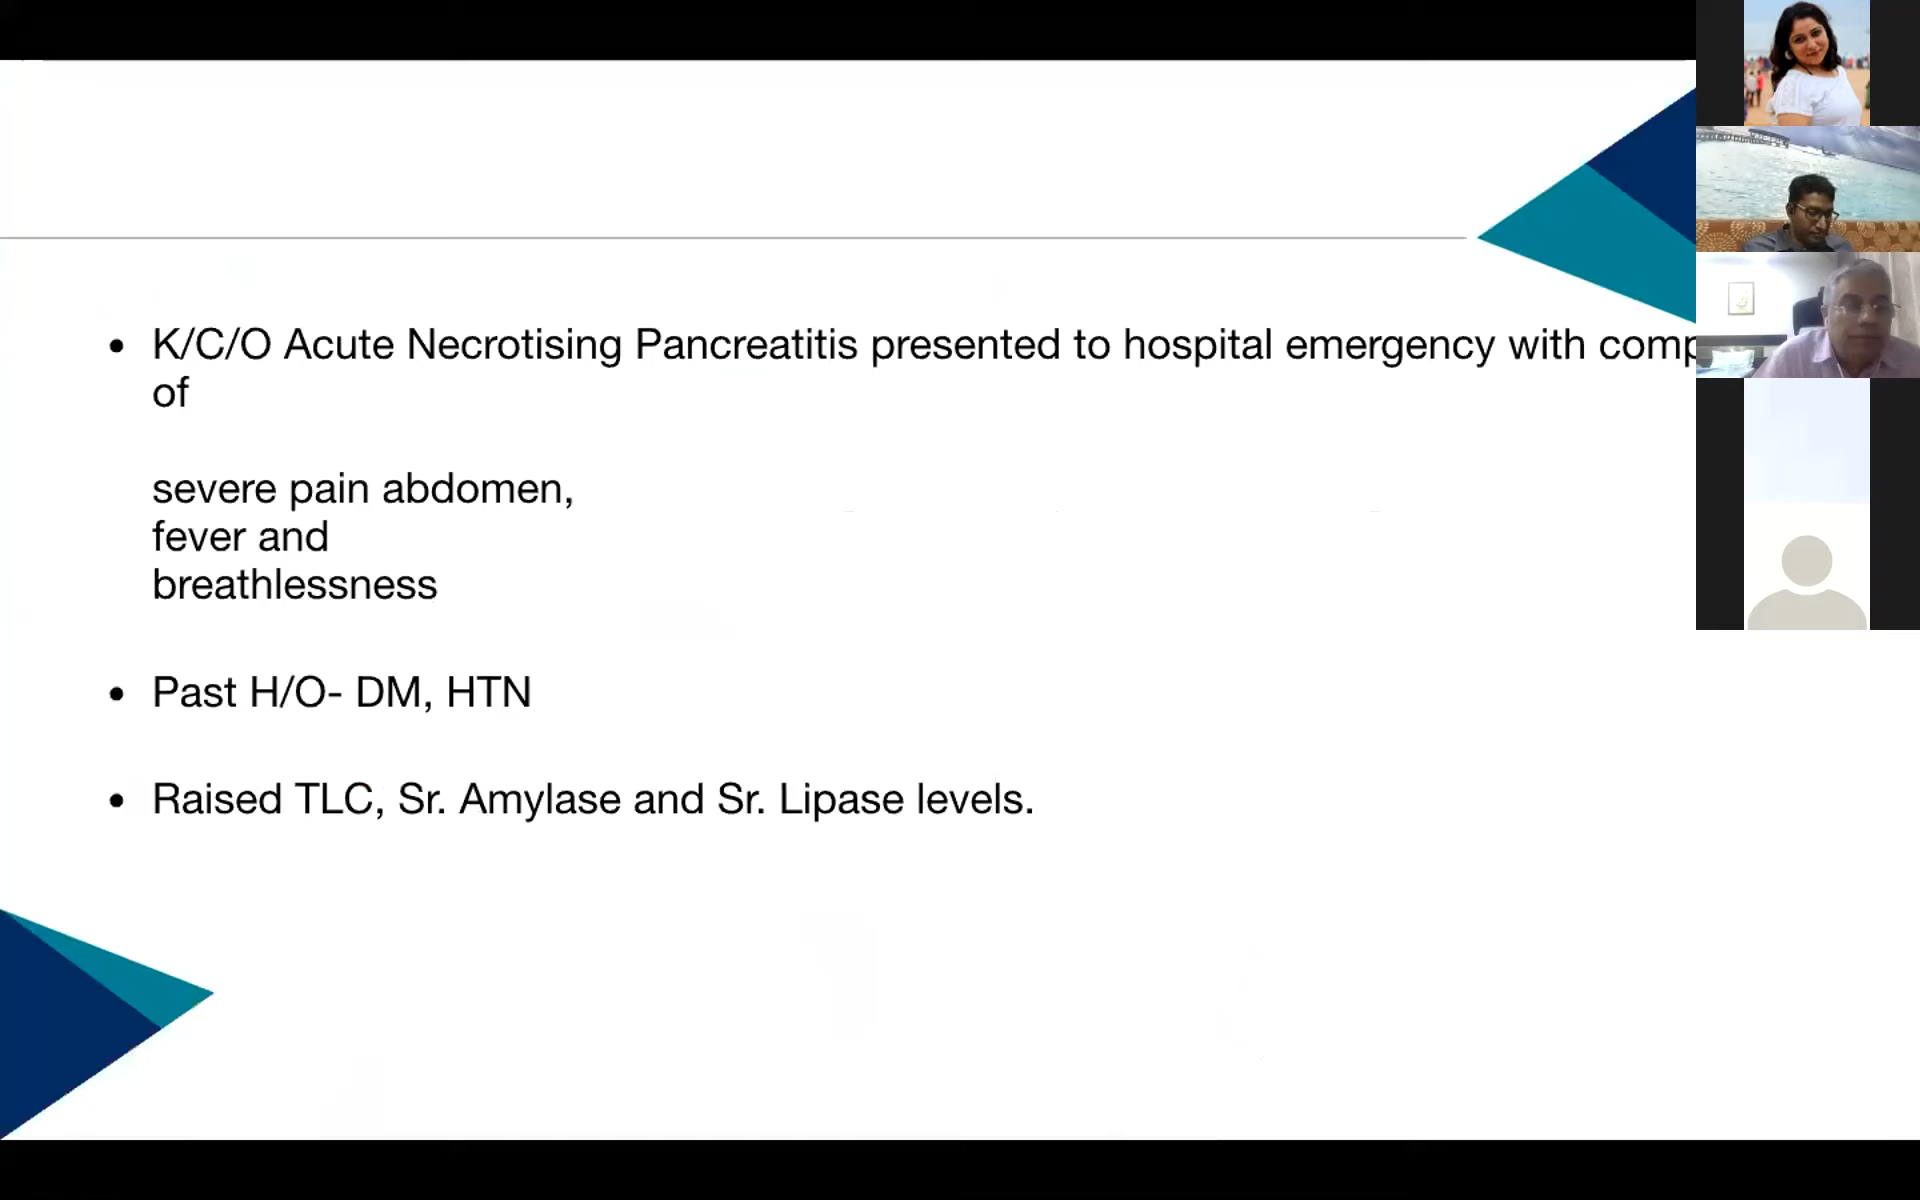 K/C/O Acute Necrotising Pancreatitis presented to hospital emergency with
of
severe pain abdomen,
fever and
breathlessness
Past H/O- DM, HTN
Raised TLC, Sr. Amylase and Sr. Lipase levels.